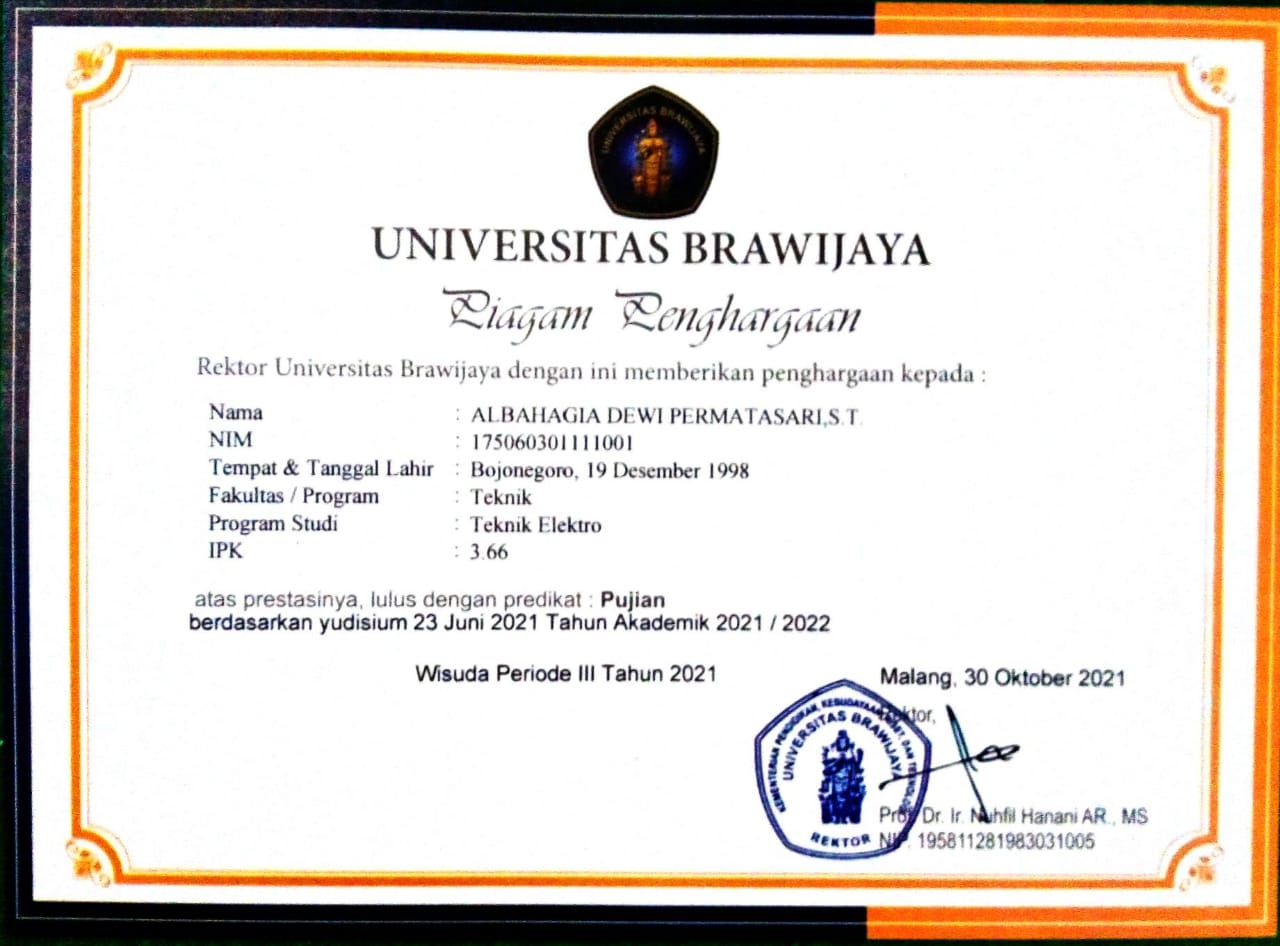 UNIVERSITAS BRAWIJAYA
UNIVERSITAS BRAWIJAYA
Piagam Penghargaan
Rektor Universitas Brawijaya dengan ini memberikan penghargaan kepada :
Nama : ALBAHAGIA DEWI PERMATASARI,S.T.
NIM : 175060301111001
Tempat & Tanggal Lahir : Bojonegoro, 19 Desember 1998
Fakultas / Program : Teknik
Program Studi : Teknik Elektro
IPK : 3.66
atas prestasinya, lulus dengan predikat : Pujian
berdasarkan yudisium 23 Juni 2021 Tahun Akademik 2021 / 2022
Wisuda Periode III Tahun 2021
Malang, 30 Oktober 2021
Rektor,
KEMENTERIAN PENDIDIKAN, KEBUDAYAAN, RISET, DAN TEKNOLOGI
UNIVERSITAS BRAWIJAYA
REKTOR
Prof. Dr. Ir. Nuhfil Hanani AR., MS
NIP. 195811281983031005